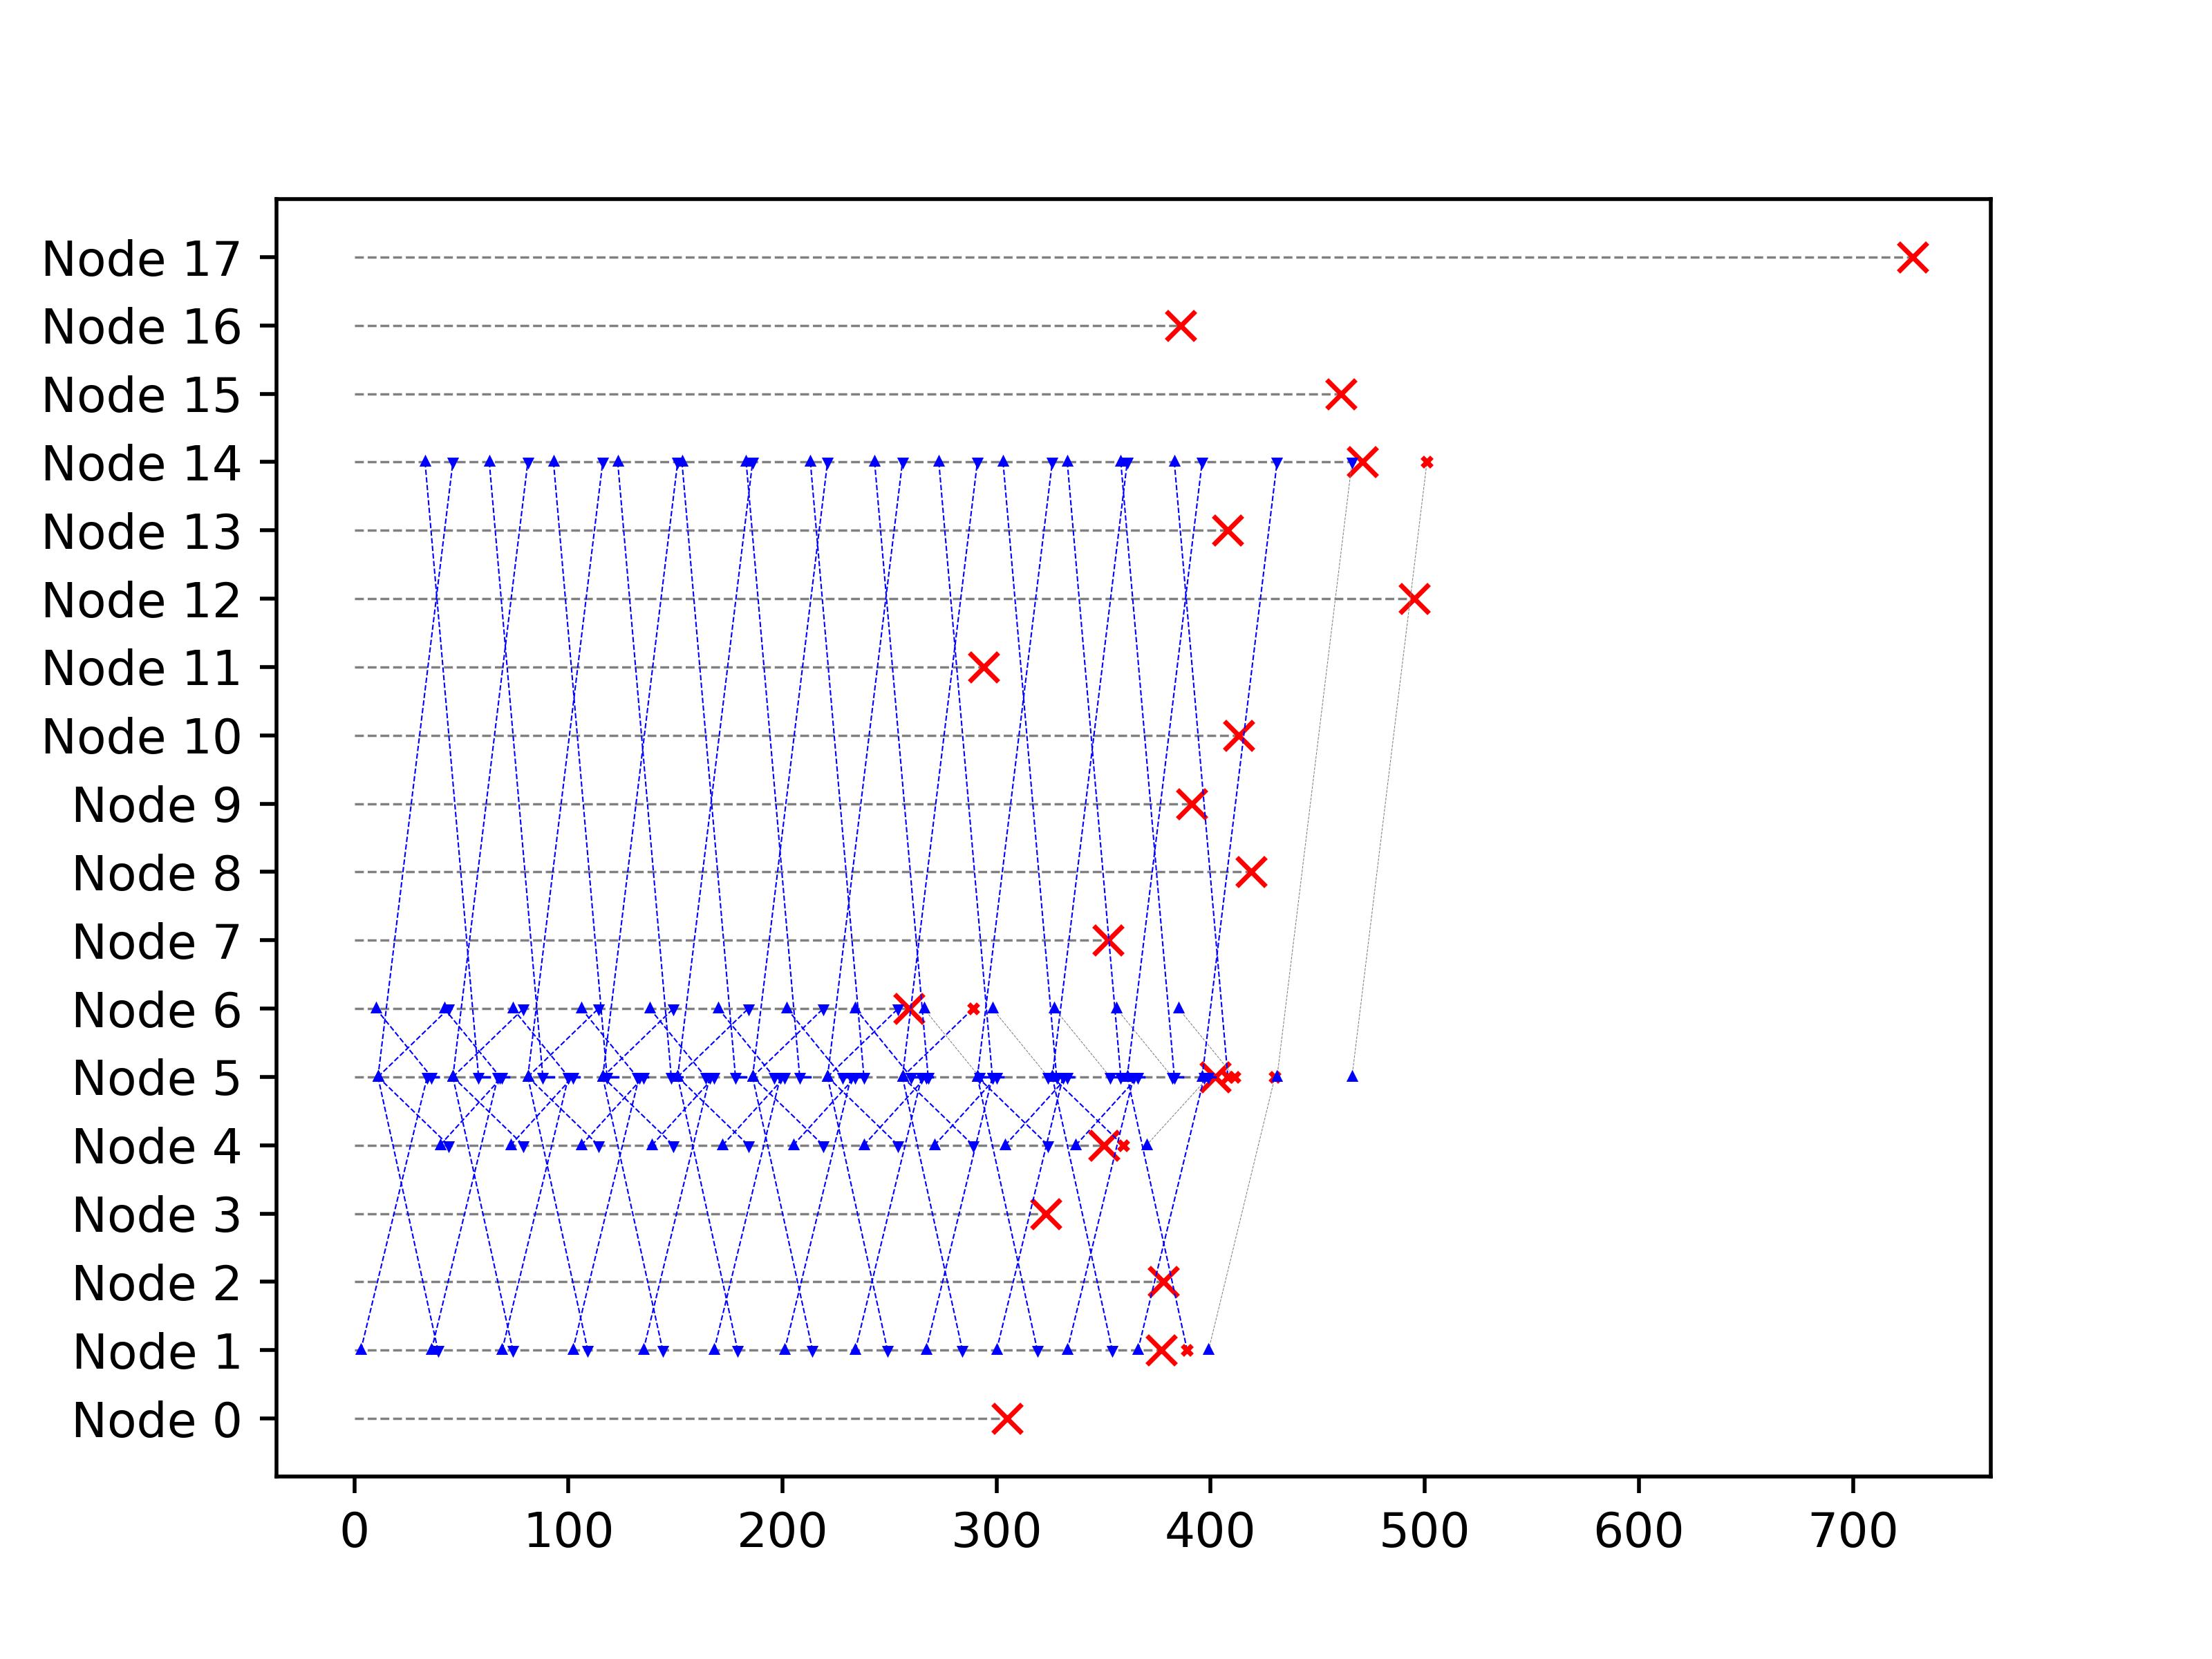 Node 17
Node 16
Node 15
Node 14
Node 13
Node 12
Node 11
Node 10
Node 9
Node 8
Node 7
Node 6
Node 5
Node 4
Node 3
Node 2
Node 1
Node 0
0 100 200 300 400 500 600 700